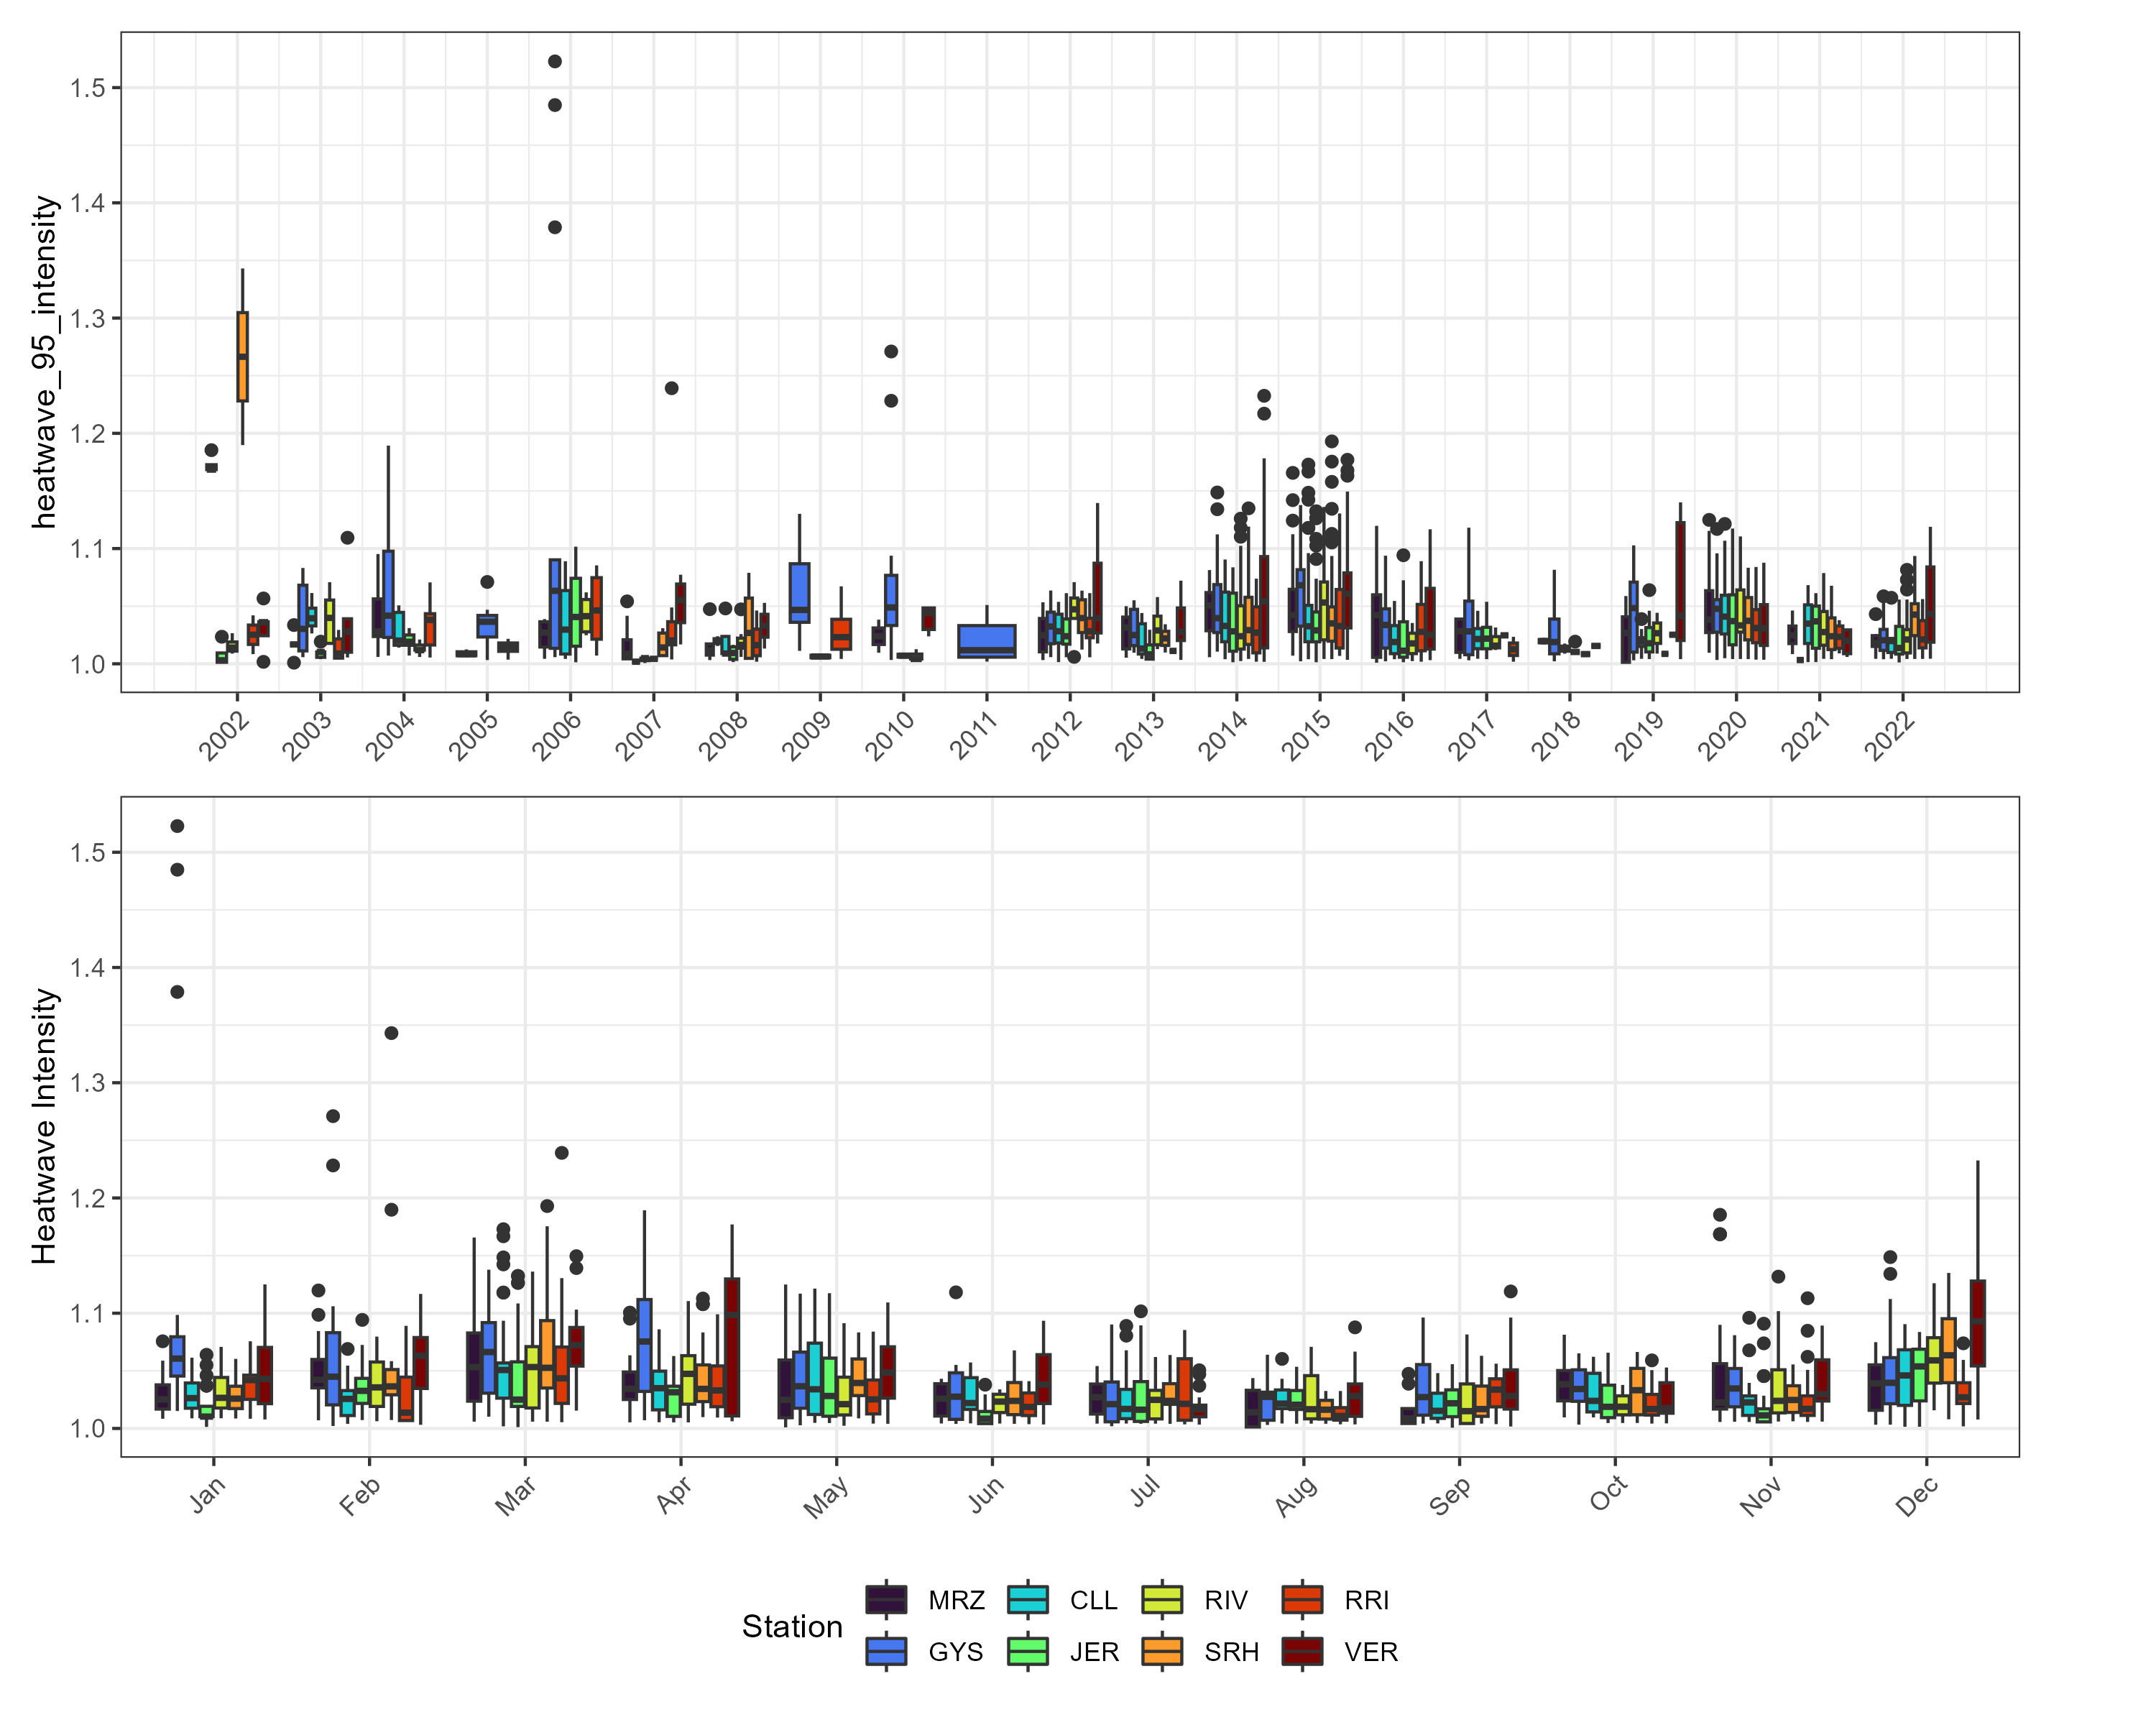 heatwave_95_intensity
1.5
1.4
1.3
1.2
1.1
1.0
2002 2003 2004 2005 2006 2007 2008 2009 2010 2011 2012 2013 2014 2015 2016 2017 2018 2019 2020 2021 2022
Heatwave Intensity
1.5
1.4
1.3
1.2
1.1
1.0
Jan Feb Mar Apr May Jun Jul Aug Sep Oct Nov Dec
Station
MRZ CLL RIV RRI
GYS JER SRH VER